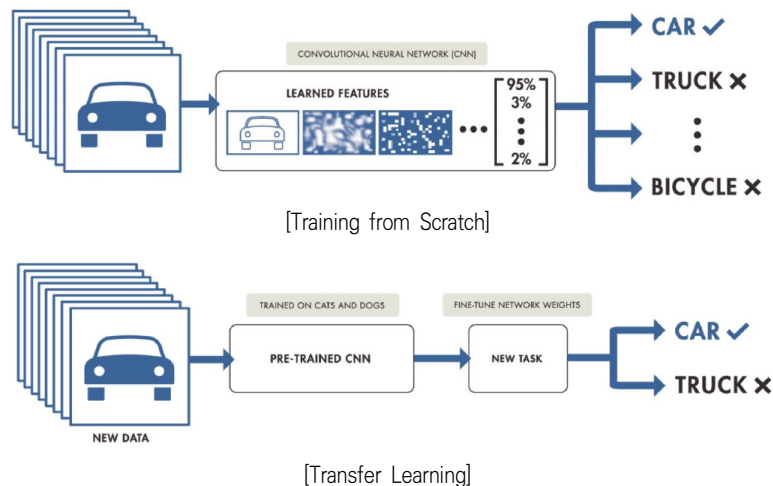 CONVOLUTIONAL NEURAL NETWORK (CNN)
LEARNED FEATURES
95%
3%
2%
CAR
TRUCK
BICYCLE
[Training from Scratch]
TRAINED ON CATS AND DOGS
FINE-TUNE NETWORK WEIGHTS
PRE-TRAINED CNN
NEW TASK
CAR
TRUCK
NEW DATA
[Transfer Learning]